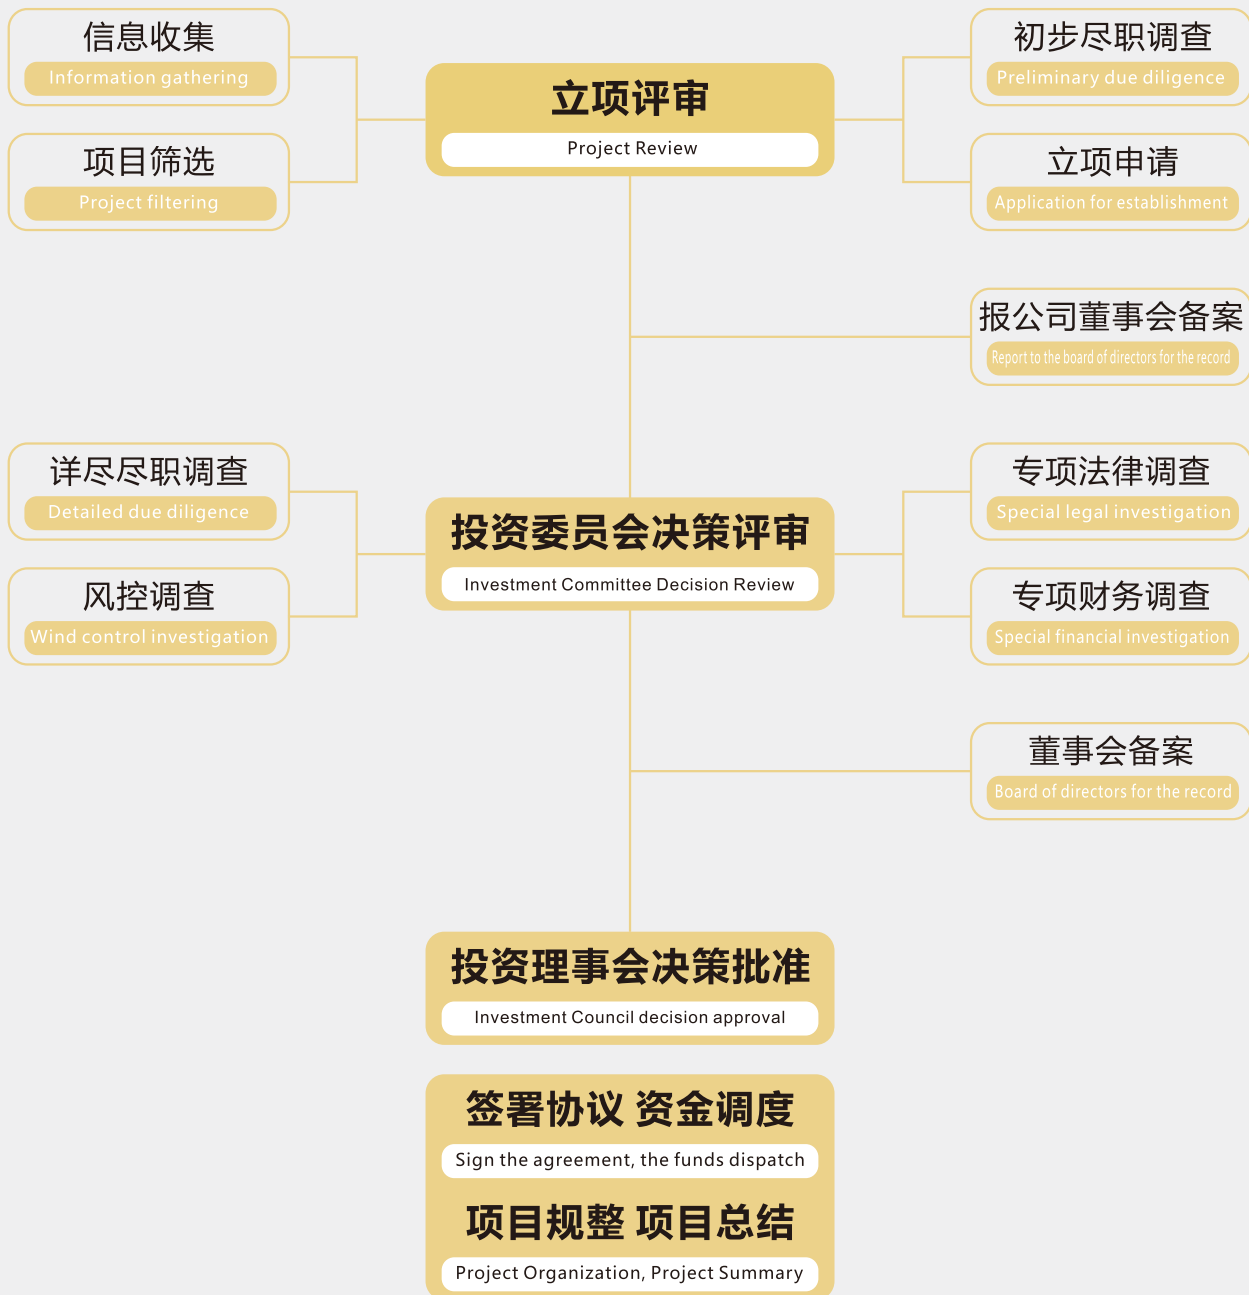 信息收集
Information gathering
项目筛选
Project filtering
立项评审
Project Review
初步尽职调查
Preliminary due diligence
立项申请
Application for establishment
报公司董事会备案
Report to the board of directors for the record
详尽尽职调查
Detailed due diligence
风控调查
Wind control investigation
投资委员会决策评审
Investment Committee Decision Review
专项法律调查
Special legal investigation
专项财务调查
Special financial investigation
董事会备案
Board of directors for the record
投资理事会决策批准
Investment Council decision approval
签署协议 资金调度
Sign the agreement, the funds dispatch
项目规整 项目总结
Project Organization, Project Summary